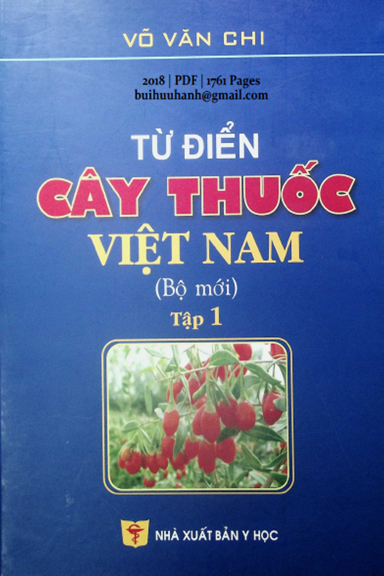 VÕ VĂN CHI
2018 | PDF | 1761 Pages
buihuuhanh@gmail.com
TỪ ĐIỂN
CÂY THUỐC
VIỆT NAM
(Bộ mới)
Tập 1
NHÀ XUẤT BẢN Y HỌC